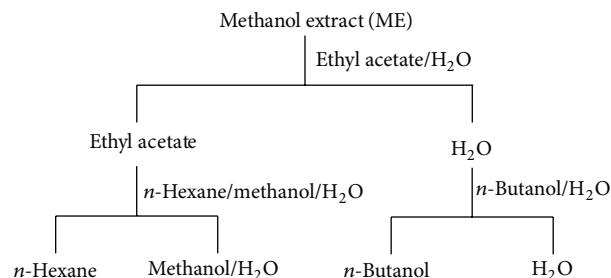 Methanol extract (ME)
Ethyl acetate/H₂O
Ethyl acetate
H₂O
n-Hexane/methanol/H₂O
n-Butanol/H₂O
n-Hexane
Methanol/H₂O
n-Butanol
H₂O